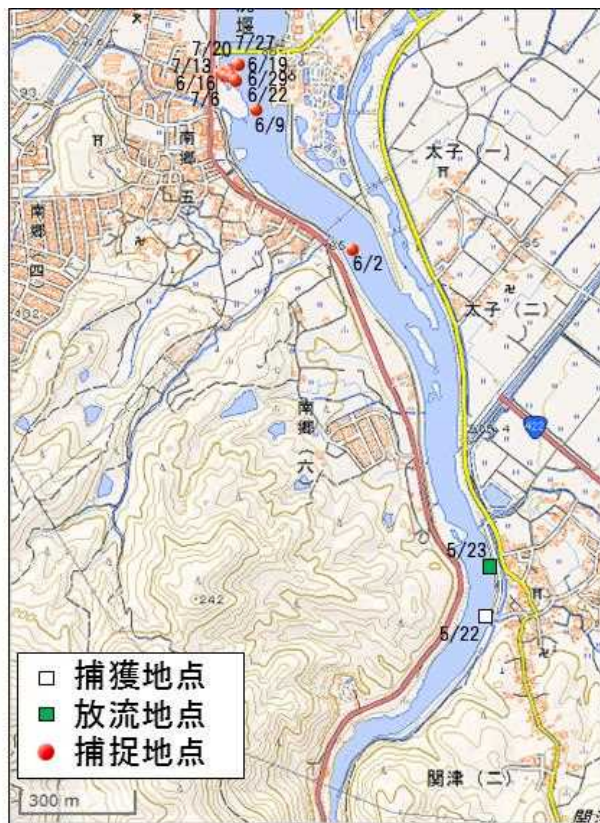 洗堰
7/20 7/27
7/13 6/19
6/16 6/29
7/6 6/22
6/9
南郷(五)
南郷(四)
太子(一)
85
6/2
太子(二)
102
南郷(六)
422
5/23
・242
5/22
□ 捕獲地点
■ 放流地点
● 捕捉地点
関津(二)
300 m